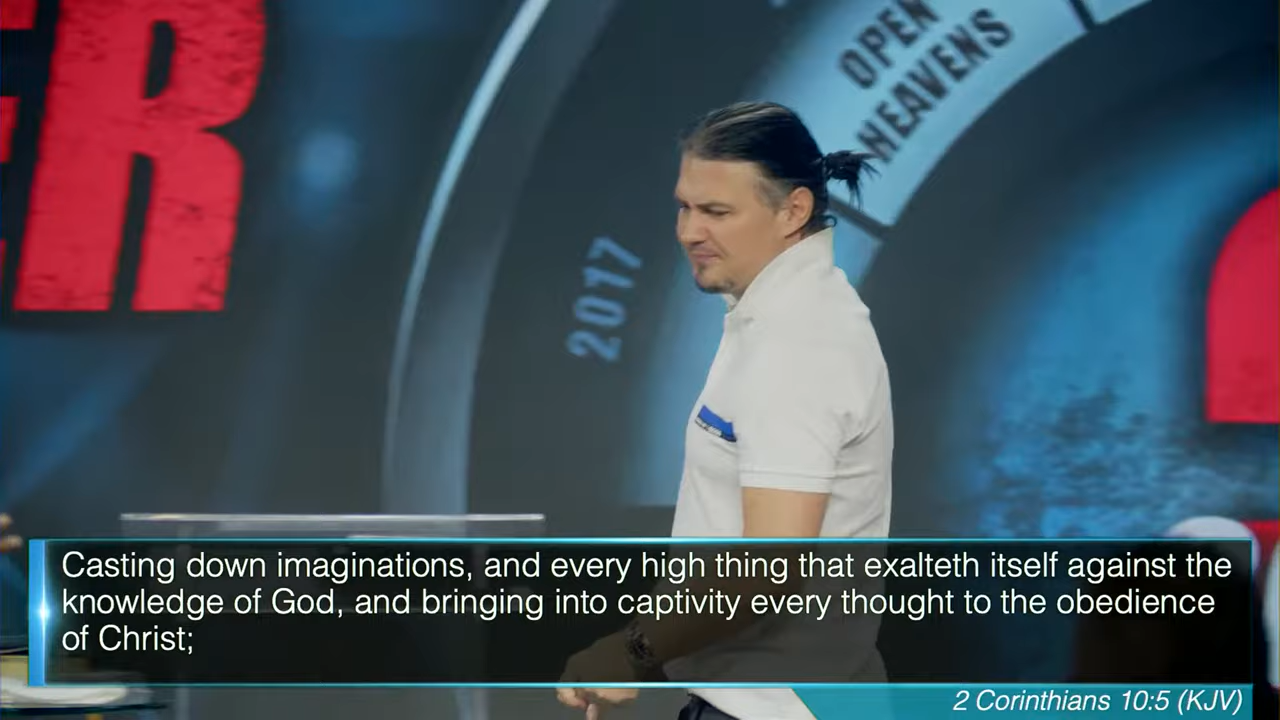 ER
OPEN
HEAVENS
2017
Casting down imaginations, and every high thing that exalteth itself against the
knowledge of God, and bringing into captivity every thought to the obedience
of Christ;
2 Corinthians 10:5 (KJV)